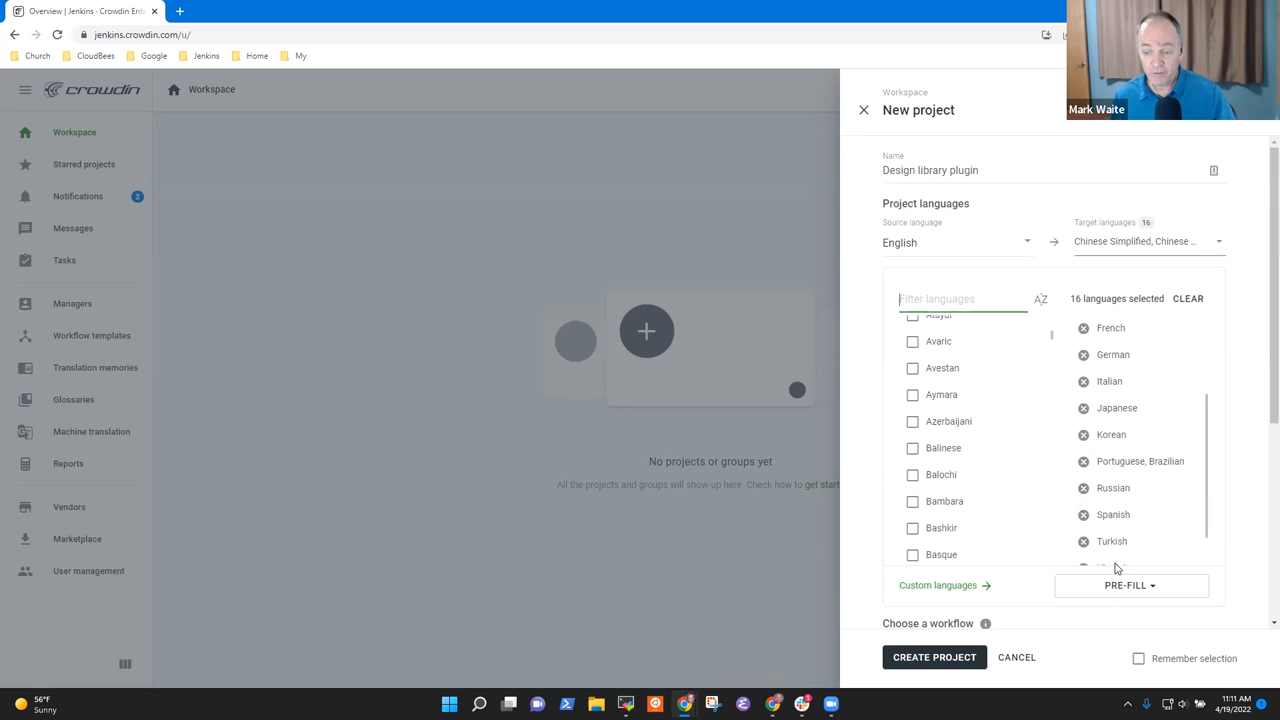 Overview | Jenkins - Crowdin Ent
jenkins.crowdin.com/u/
Church
CloudBees
Google
Jenkins
Home
My
Mark Waite
crowdin
Workspace
Workspace
Starred projects
Notifications
2
Messages
Tasks
Managers
Workflow templates
Translation memories
Glossaries
Machine translation
Reports
Vendors
Marketplace
User management
No projects or groups yet
All the projects and groups will show up here. Check how to get start
Workspace
New project
Name
Design library plugin
Project languages
Source language
English
Target languages 16
Chinese Simplified, Chinese ...
Filter languages
AZ
16 languages selected CLEAR
Atayal
Avaric
Avestan
Aymara
Azerbaijani
Balinese
Balochi
Bambara
Bashkir
Basque
French
German
Italian
Japanese
Korean
Portuguese, Brazilian
Russian
Spanish
Turkish
Custom languages
PRE-FILL
Choose a workflow
CREATE PROJECT
CANCEL
Remember selection
56°F
Sunny
11:11 AM
4/19/2022